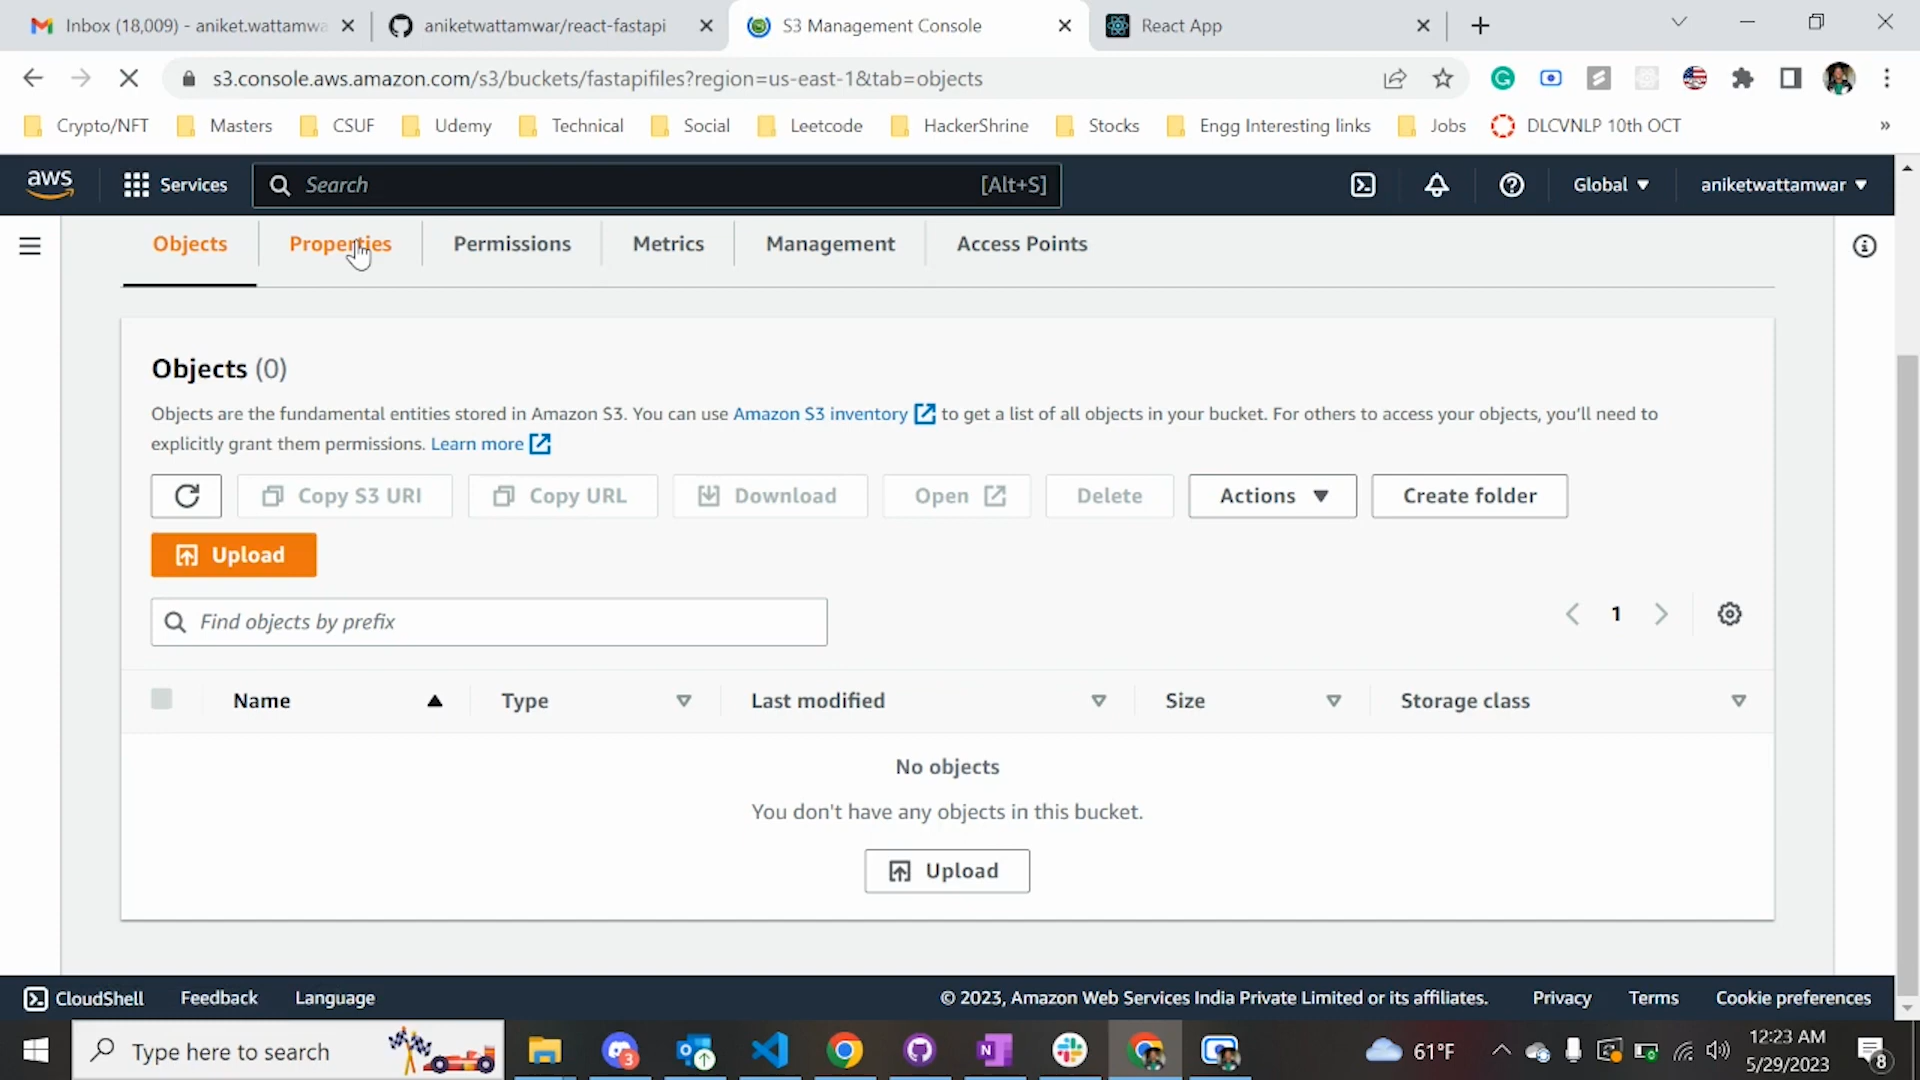 Inbox (18,009) - aniket.wattamwa
aniketwattamwar/react-fastapi
S3 Management Console
React App
s3.console.aws.amazon.com/s3/buckets/fastapifiles?region=us-east-1&tab=objects
Crypto/NFT
Masters
CSUF
Udemy
Technical
Social
Leetcode
HackerShrine
Stocks
Engg Interesting links
Jobs
DLCVNLP 10th OCT
»
aws
Services
Search
[Alt+S]
Global
aniketwattamwar
Objects
Properties
Permissions
Metrics
Management
Access Points
Objects (0)
Objects are the fundamental entities stored in Amazon S3. You can use Amazon S3 inventory to get a list of all objects in your bucket. For others to access your objects, you'll need to
explicitly grant them permissions. Learn more
Copy S3 URI
Copy URL
Download
Open
Delete
Actions
Create folder
Upload
Find objects by prefix
1
Name
Type
Last modified
Size
Storage class
No objects
You don't have any objects in this bucket.
Upload
CloudShell
Feedback
Language
© 2023, Amazon Web Services India Private Limited or its affiliates.
Privacy
Terms
Cookie preferences
Type here to search
3
N
61°F
12:23 AM
5/29/2023
8